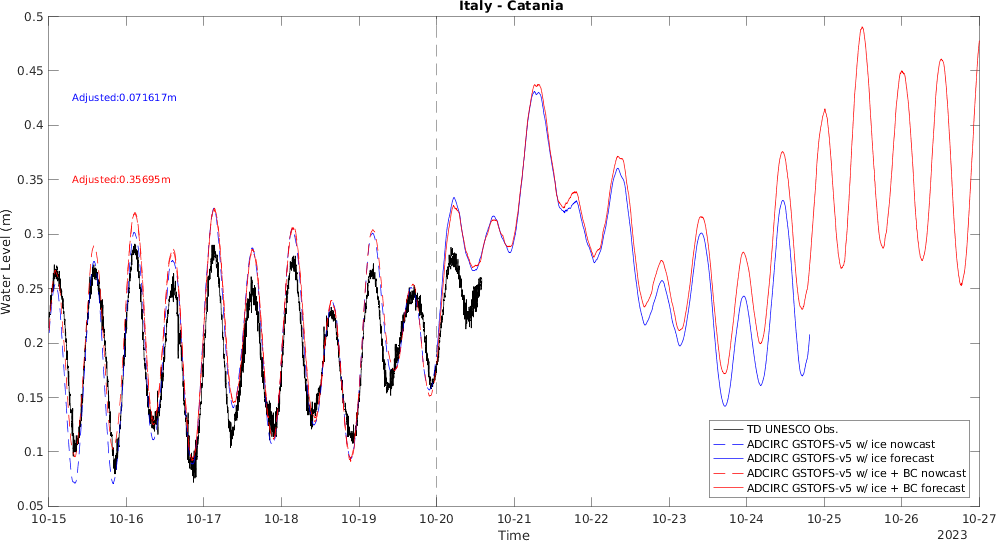 Italy - Catania
0.5
0.45
0.4
0.35
0.3
0.25
0.2
0.15
0.1
0.05
Water Level (m)
Adjusted:0.071617m
Adjusted:0.35695m
TD UNESCO Obs.
ADCIRC GSTOFS-v5 w/ ice nowcast
ADCIRC GSTOFS-v5 w/ ice forecast
ADCIRC GSTOFS-v5 w/ ice + BC nowcast
ADCIRC GSTOFS-v5 w/ ice + BC forecast
10-15 10-16 10-17 10-18 10-19 10-20 10-21 10-22 10-23 10-24 10-25 10-26 10-27
Time
2023